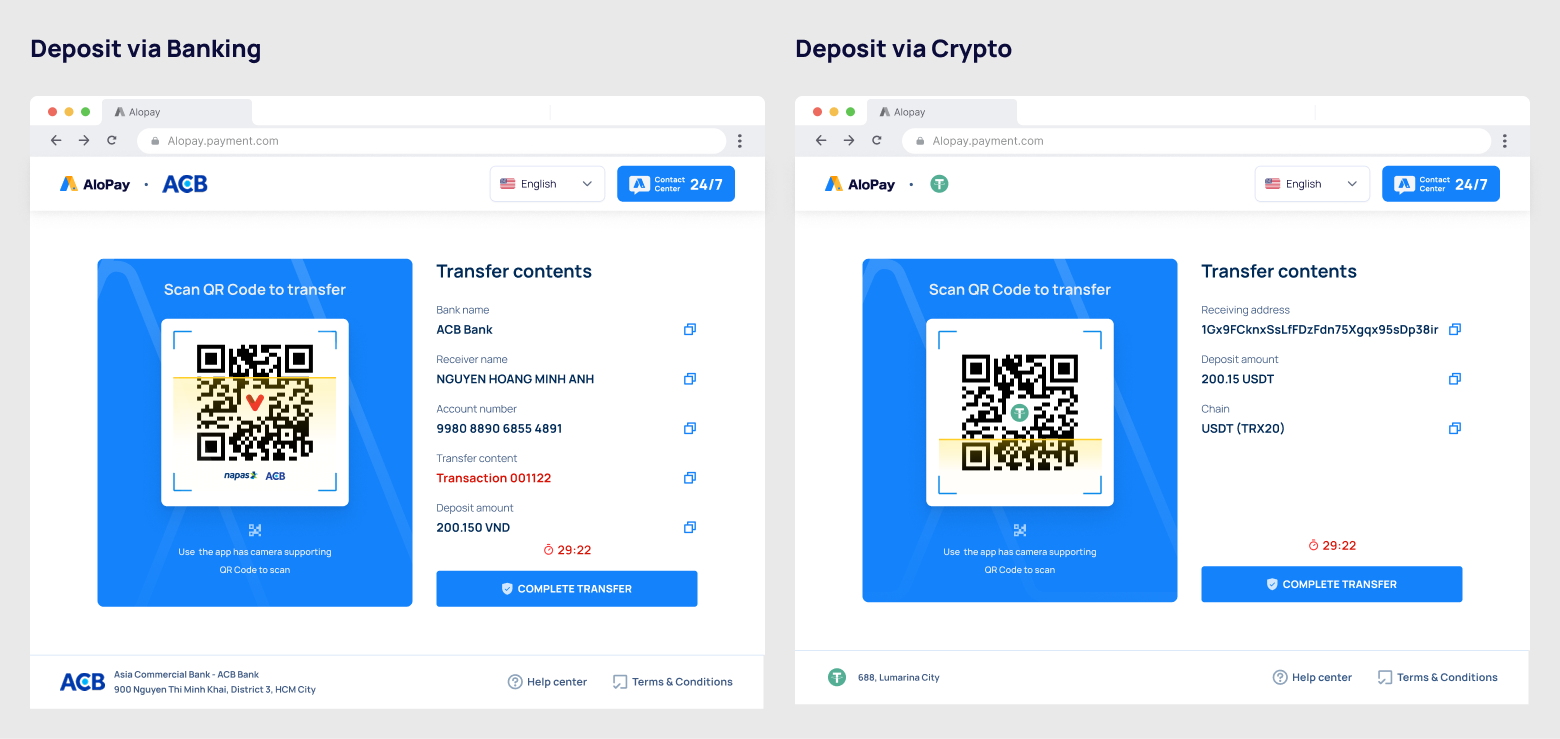 Deposit via Banking
Alopay
Alopay.payment.com
AloPay • ACB
English
Contact Center 24/7
Scan QR Code to transfer
napas ACB
Use the app has camera supporting
QR Code to scan
Transfer contents
Bank name
ACB Bank
Receiver name
NGUYEN HOANG MINH ANH
Account number
9980 8890 6855 4891
Transfer content
Transaction 001122
Deposit amount
200.150 VND
29:22
COMPLETE TRANSFER
ACB
Asia Commercial Bank - ACB Bank
900 Nguyen Thi Minh Khai, District 3, HCM City
Help center
Terms & Conditions
Deposit via Crypto
Alopay
Alopay.payment.com
AloPay •
English
Contact Center 24/7
Scan QR Code to transfer
Use the app has camera supporting
QR Code to scan
Transfer contents
Receiving address
1Gx9FCknxSsLfFDzFdn75Xgqx95sDp38ir
Deposit amount
200.15 USDT
Chain
USDT (TRX20)
29:22
COMPLETE TRANSFER
688, Lumarina City
Help center
Terms & Conditions